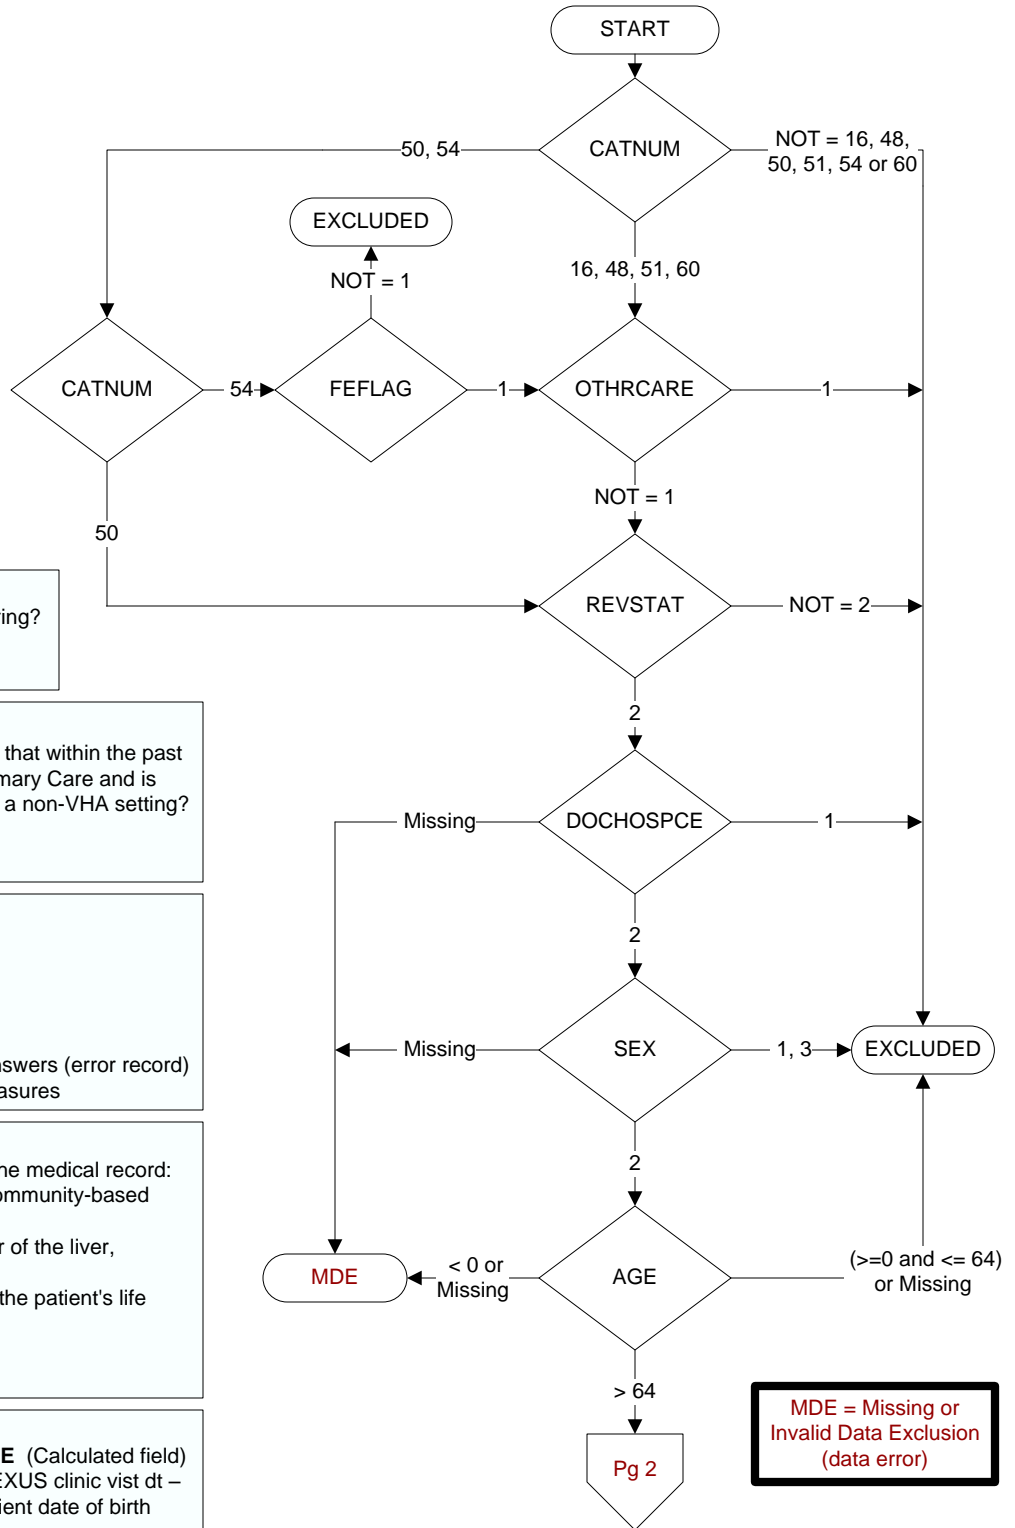 START
CATNUM
50, 54
NOT = 16, 48,
50, 51, 54 or 60
EXCLUDED
NOT = 1
16, 48, 51, 60
CATNUM
54
FEFLAG
1
OTHRCARE
1
NOT = 1
50
REVSTAT
NOT = 2
2
that within the past
mary Care and is
a non-VHA setting?
DOCHOSPCE
Missing
1
2
SEX
Missing
1, 3
EXCLUDED
(error record)
2
the medical record:
community-based
r of the liver,
the patient's life
AGE
MDE
< 0 or
Missing
(>=0 and <= 64)
or Missing
> 64
Pg 2
MDE = Missing or
Invalid Data Exclusion
(data error)
E (Calculated field)
EXUS clinic vist dt –
ient date of birth